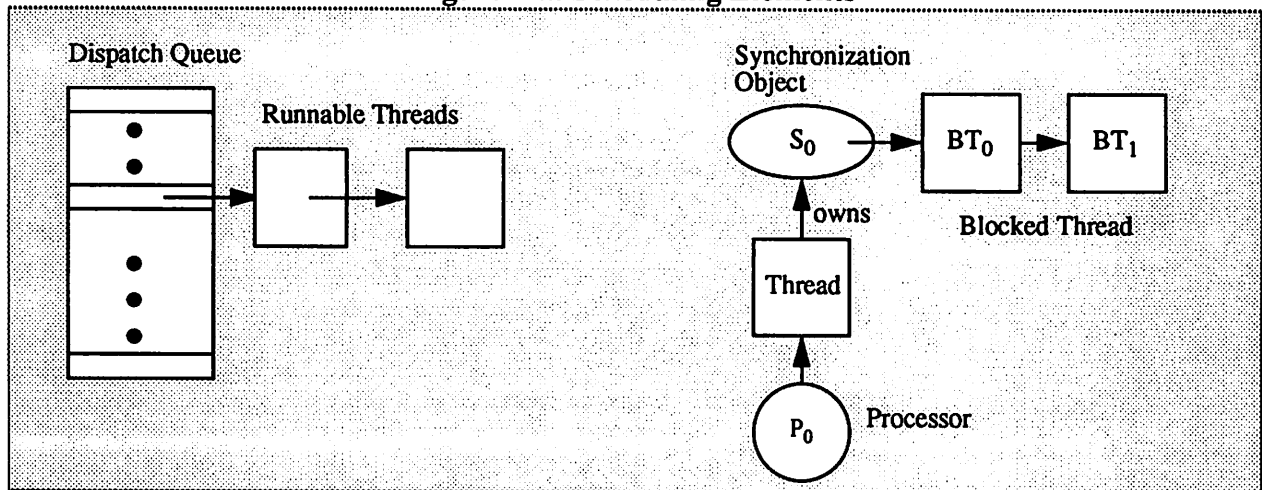 Dispatch Queue
Runnable Threads
Synchronization
Object
S0
BT0
BT1
owns
Blocked Thread
Thread
P0
Processor